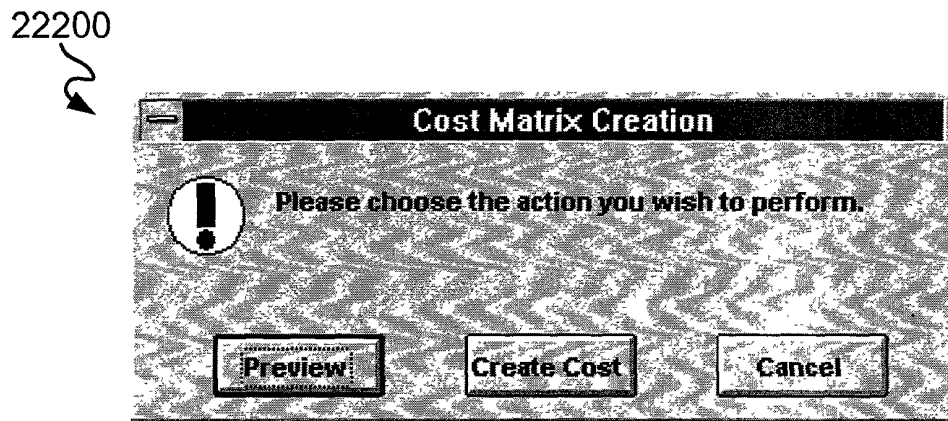 22200
Cost Matrix Creation
Please choose the action you wish to perform.
Preview Create Cost Cancel